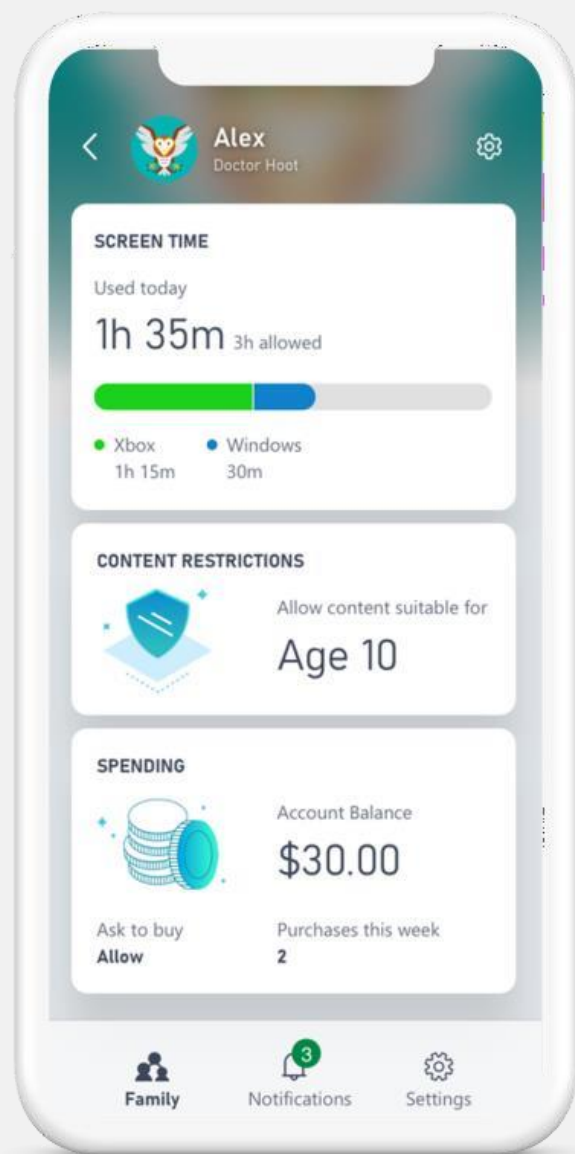 Alex
Doctor Hoot
SCREEN TIME
Used today
1h 35m 3h allowed
Xbox Windows
1h 15m 30m
CONTENT RESTRICTIONS
Allow content suitable for
Age 10
SPENDING
Account Balance
$30.00
Ask to buy Purchases this week
Allow 2
3
Family Notifications Settings